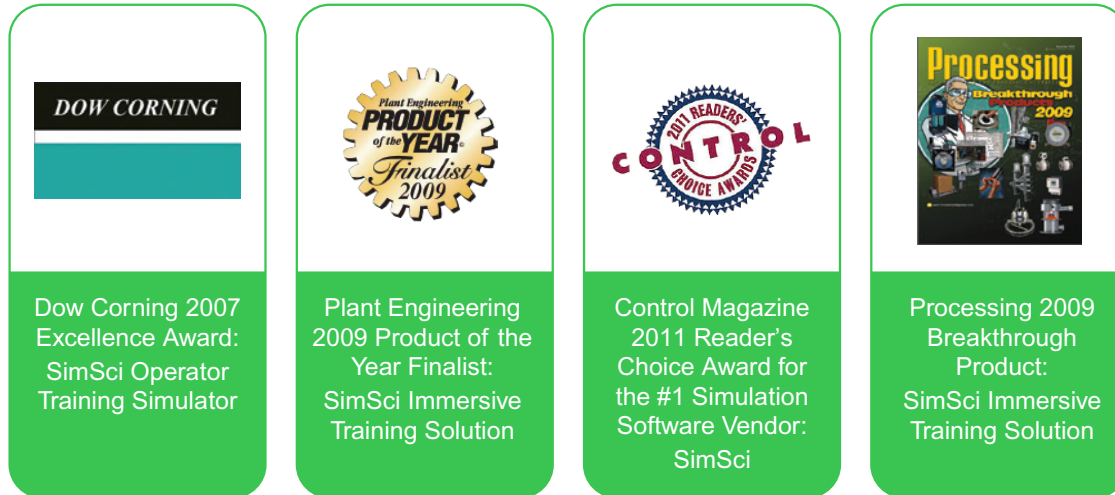 DOW CORNING
Dow Corning 2007
Excellence Award:
SimSci Operator
Training Simulator
Plant Engineering
PRODUCT
of the YEAR
Finalist
2009
Plant Engineering
2009 Product of the
Year Finalist:
SimSci Immersive
Training Solution
2011 READERS'
CONTROL
CHOICE AWARDS
Control Magazine
2011 Reader's
Choice Award for
the #1 Simulation
Software Vendor:
SimSci
Processing
Breakthrough
Products
2009
Processing 2009
Breakthrough
Product:
SimSci Immersive
Training Solution